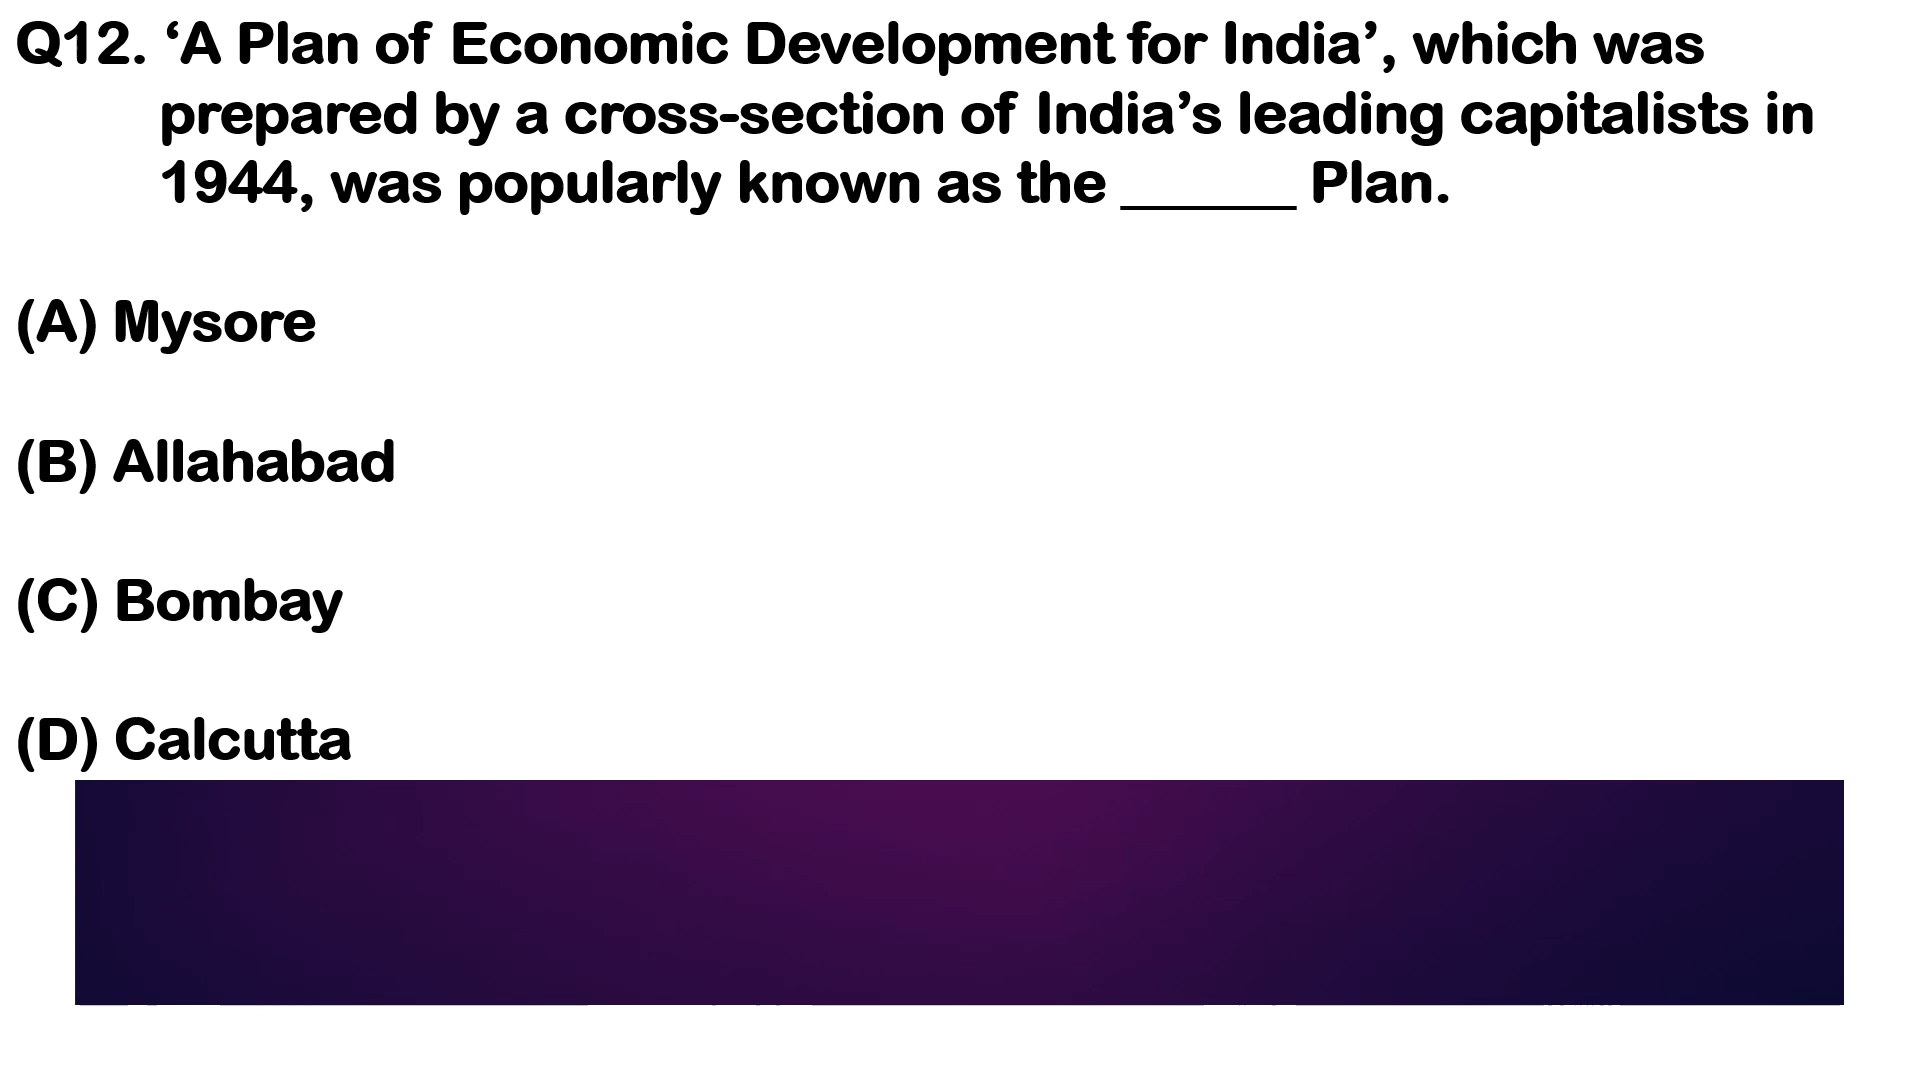 Q12. ‘A Plan of Economic Development for India’, which was
prepared by a cross-section of India’s leading capitalists in
1944, was popularly known as the ______ Plan.
(A) Mysore
(B) Allahabad
(C) Bombay
(D) Calcutta